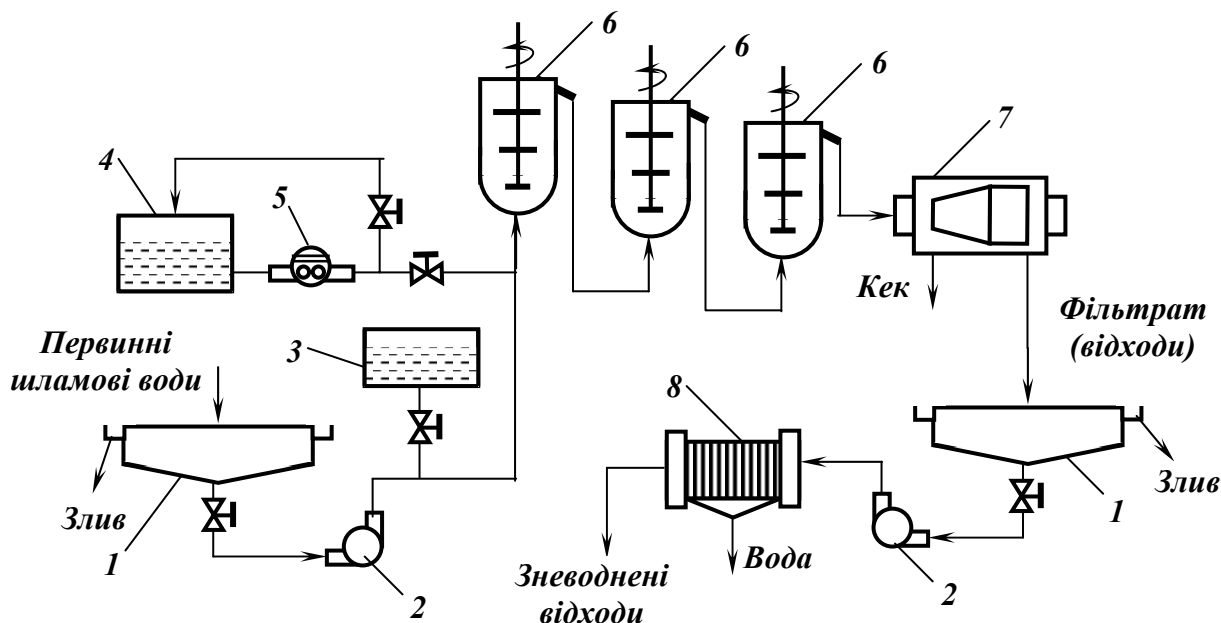 6
6
6
7
4
5
Кек
Фільтрат
(відходи)
Первинні
шламові води
3
8
Злив
1
2
Зневоднені
відходи
Вода
2
1
Злив